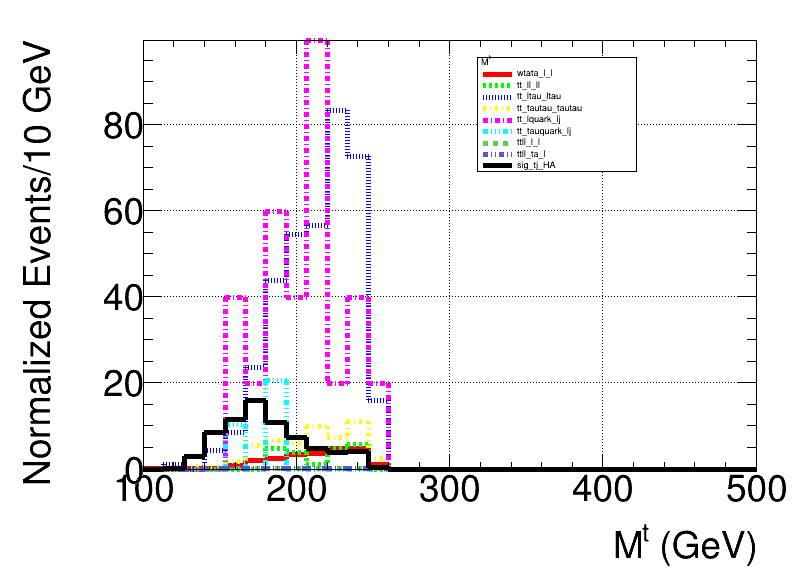 Normalized Events/10 GeV
80
60
40
20
0
100
200
300
400
500
M^t (GeV)
M^t
wtata_l_l
tt_ll_ll
tt_ltau_ltau
tt_tautau_tautau
tt_lquark_lj
tt_tauquark_lj
ttll_l_l
ttll_ta_l
sig_tj_HA